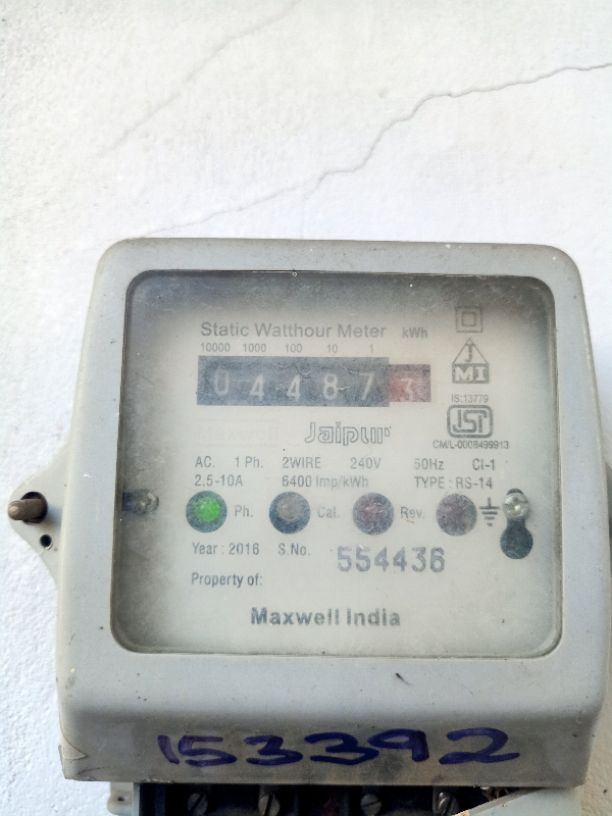 Static Watthour Meter kWh
10000 1000 100 10 1
0 4 4 8 7 3
J
MI
IS:13779
ISI
Jaipur
CM/L-0008499913
AC. 1 Ph. 2WIRE 240V 50Hz Cl-1
2.5-10A 6400 Imp/kWh TYPE : RS-14
Ph. Cal. Rev.
Year : 2016 S.No. 554436
Property of:
Maxwell India
153392